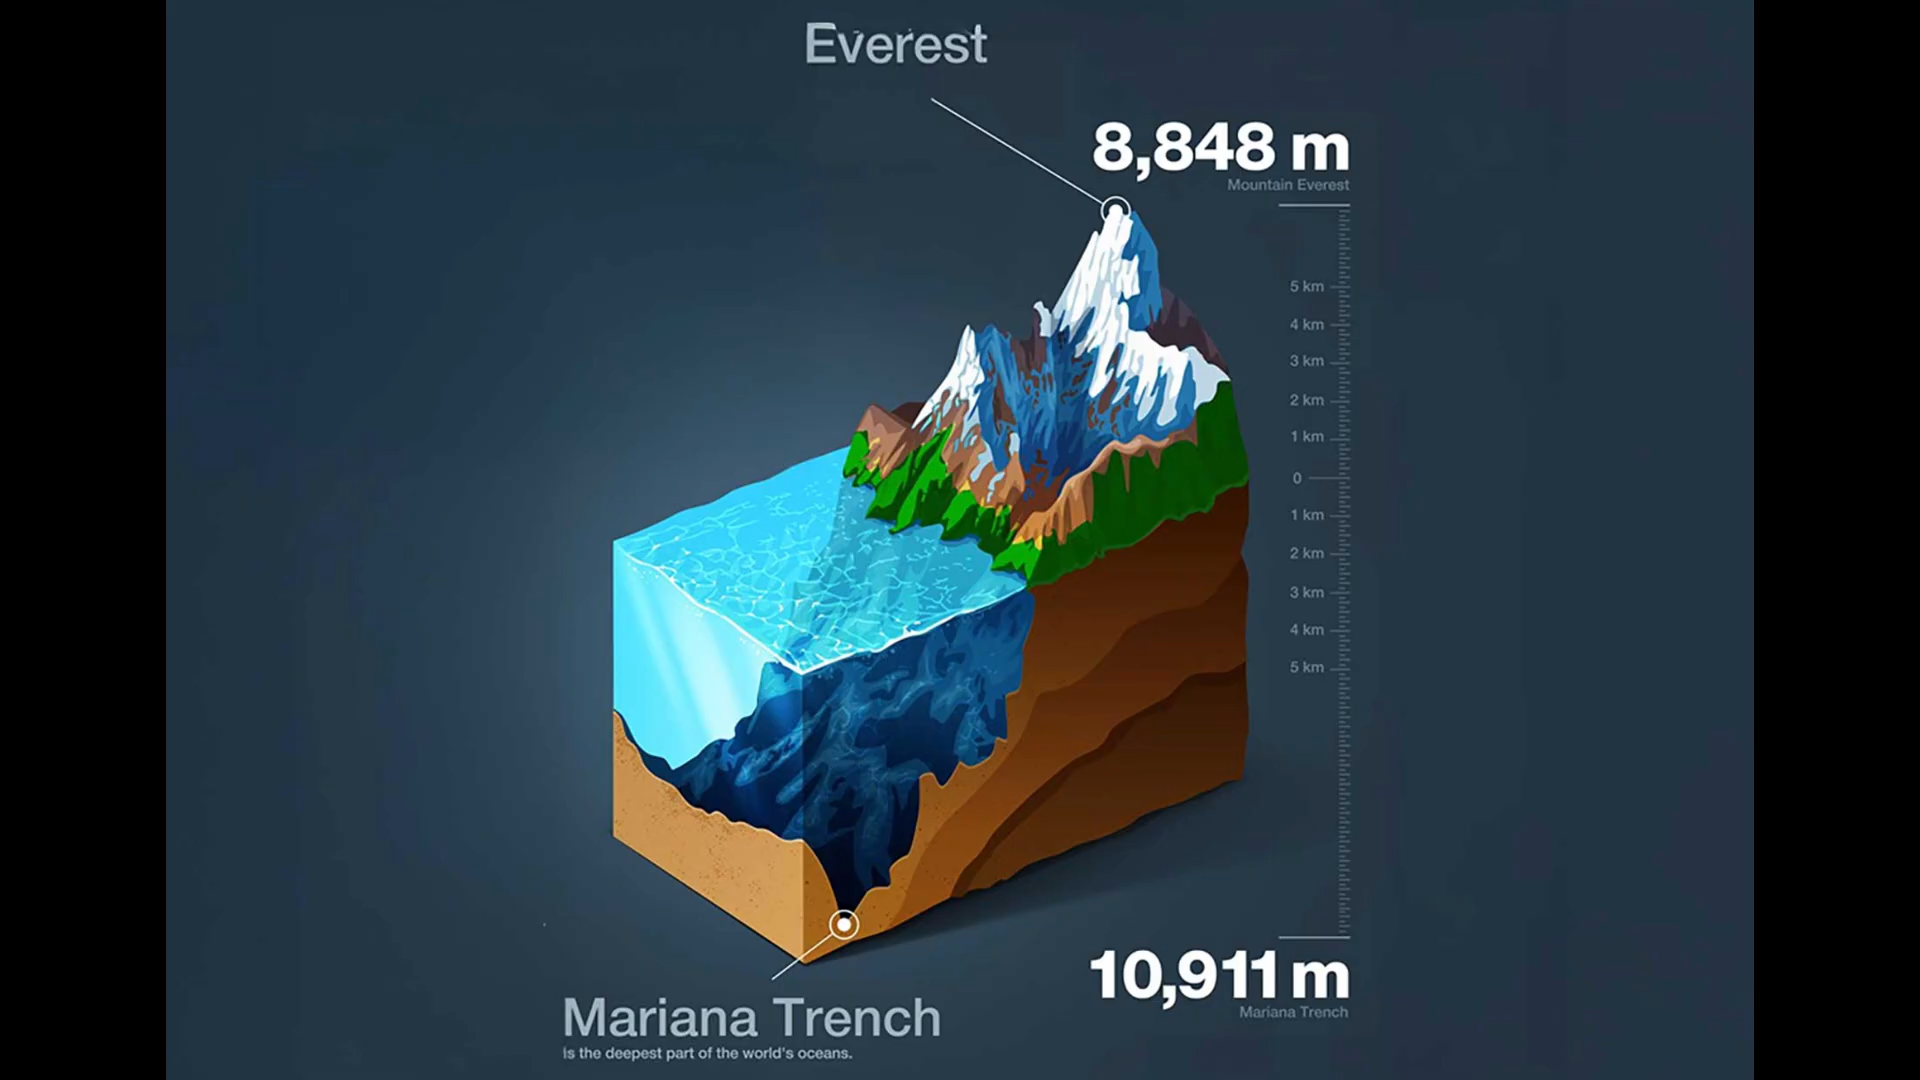 Everest
8,848 m
Mountain Everest
5 km
4 km
3 km
2 km
1 km
0
1 km
2 km
3 km
4 km
5 km
10,911 m
Mariana Trench
Mariana Trench
is the deepest part of the world's oceans.